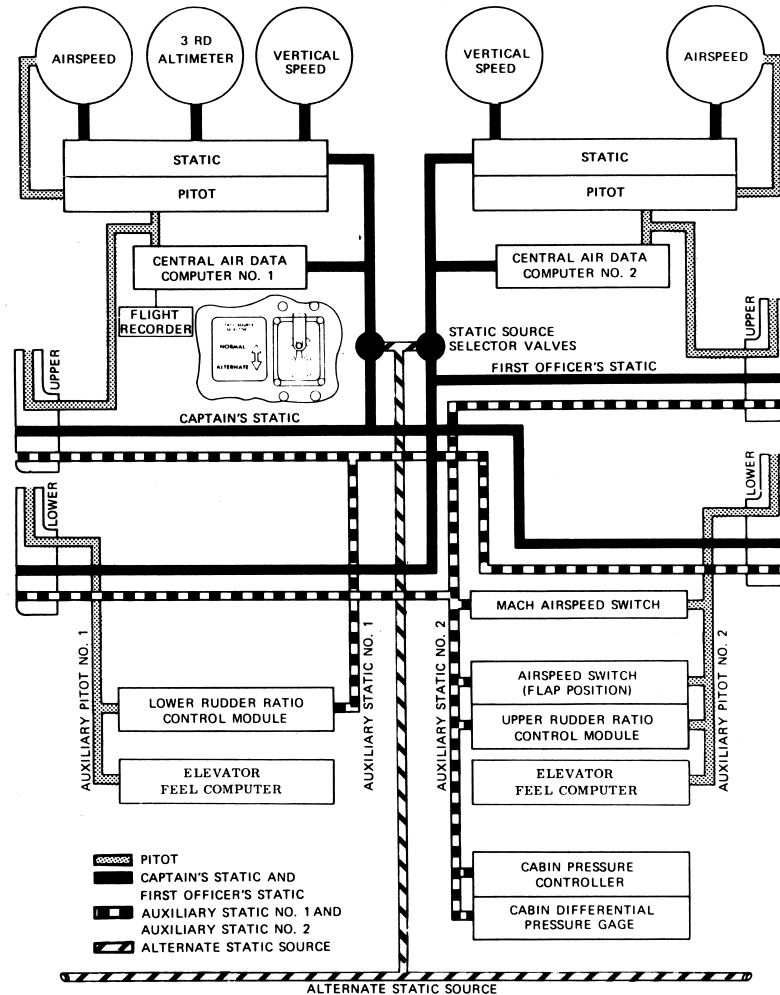 AIRSPEED
3 RD
ALTIMETER
VERTICAL
SPEED
VERTICAL
SPEED
AIRSPEED
STATIC
PITOT
STATIC
PITOT
CENTRAL AIR DATA
COMPUTER NO. 1
CENTRAL AIR DATA
COMPUTER NO. 2
FLIGHT
RECORDER
NORMAL
ALTERNATE
STATIC SOURCE
SELECTOR VALVES
UPPER
UPPER
FIRST OFFICER'S STATIC
CAPTAIN'S STATIC
LOWER
LOWER
MACH AIRSPEED SWITCH
AUXILIARY PITOT NO. 1
AUXILIARY STATIC NO. 1
AUXILIARY STATIC NO. 2
AUXILIARY PITOT NO. 2
LOWER RUDDER RATIO
CONTROL MODULE
AIRSPEED SWITCH
(FLAP POSITION)
UPPER RUDDER RATIO
CONTROL MODULE
ELEVATOR
FEEL COMPUTER
ELEVATOR
FEEL COMPUTER
PITOT
CAPTAIN'S STATIC AND
FIRST OFFICER'S STATIC
AUXILIARY STATIC NO. 1 AND
AUXILIARY STATIC NO. 2
ALTERNATE STATIC SOURCE
CABIN PRESSURE
CONTROLLER
CABIN DIFFERENTIAL
PRESSURE GAGE
ALTERNATE STATIC SOURCE